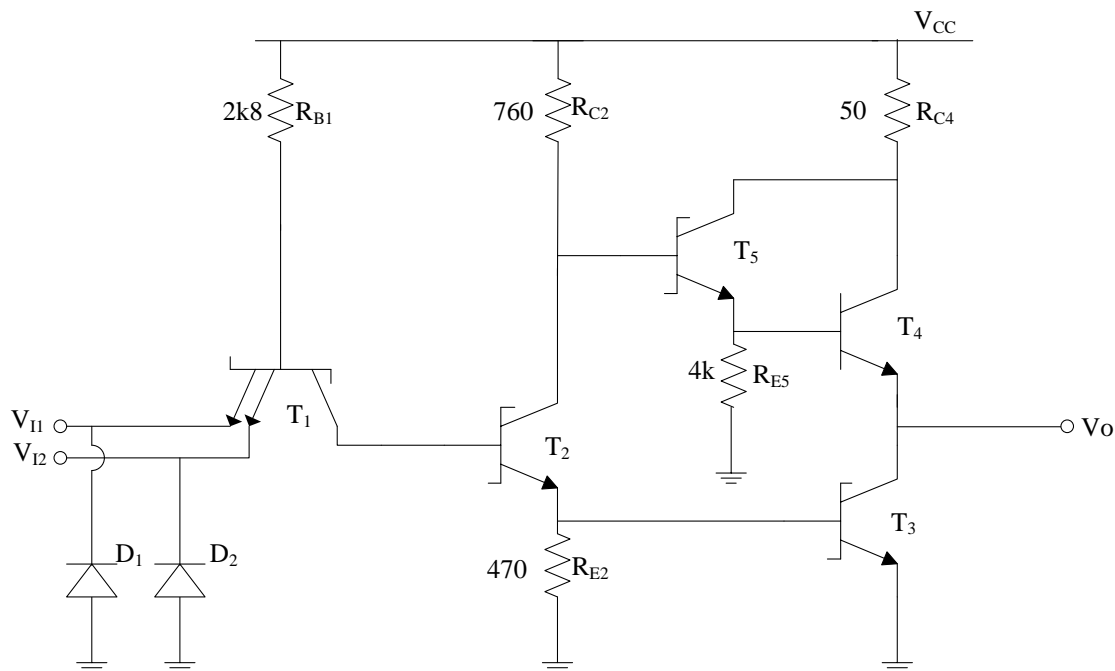 V_CC
2k8 R_B1
760 R_C2
50 R_C4
T_5
T_4
4k R_E5
V_I1
V_I2
T_1
T_2
Vo
T_3
D_1 D_2
470 R_E2